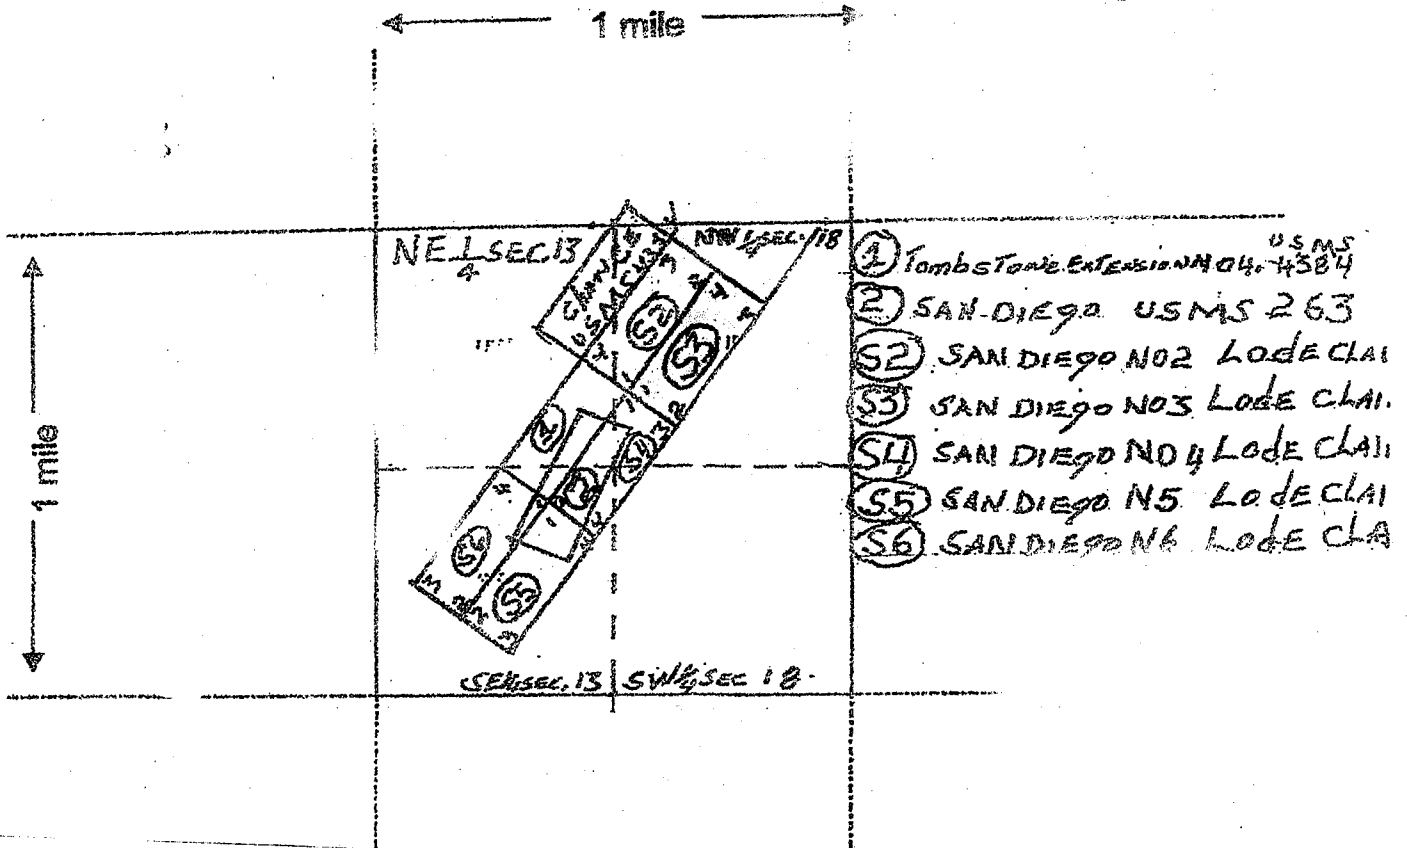 1 mile
1 mile
NE 1/4 SEC 13
NW 1/4 SEC. 18
CHANCE
USMS
S2
S3
1
2
S4
S6
S5
SE 1/4 SEC. 13
SW 1/4 SEC 18.
1 TombsTone. EXTENSION NO4. USMS 4384
2 SAN-DIEgO USMS 263
S2 SAN DIEgO NO2 LodE CLAI
S3 SAN DIEgO NO3 LodE CLAI.
S4 SAN DIEgO NO 4 LodE CLAI
S5 SAN DIEgO N5 LodE CLAI
S6 SAN DIEgO N6 LodE CLA